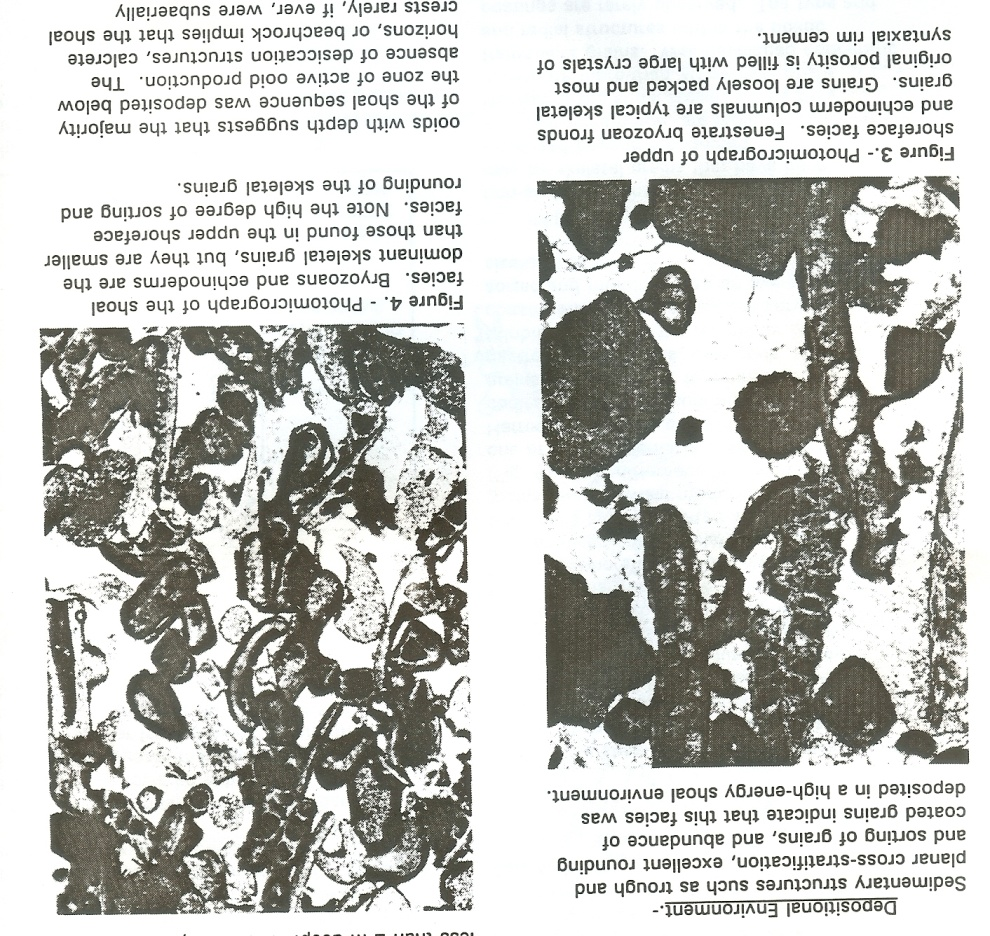 Depositional Environment.-
Sedimentary structures such as trough and
planar cross-stratification, excellent rounding
and sorting of grains, and abundance of
coated grains indicate that this facies was
deposited in a high-energy shoal environment.
Figure 3.- Photomicrograph of upper
shoreface facies. Fenestrate bryozoan fronds
and echinoderm columnals are typical skeletal
grains. Grains are loosely packed and most
original porosity is filled with large crystals of
syntaxial rim cement.
less than 2 m
Figure 4. - Photomicrograph of the shoal
facies. Bryozoans and echinoderms are the
dominant skeletal grains, but they are smaller
than those found in the upper shoreface
facies. Note the high degree of sorting and
rounding of the skeletal grains.
ooids with depth suggests that the majority
of the shoal sequence was deposited below
the zone of active ooid production. The
absence of desiccation structures, calcrete
horizons, or beachrock implies that the shoal
crests rarely, if ever, were subaerially